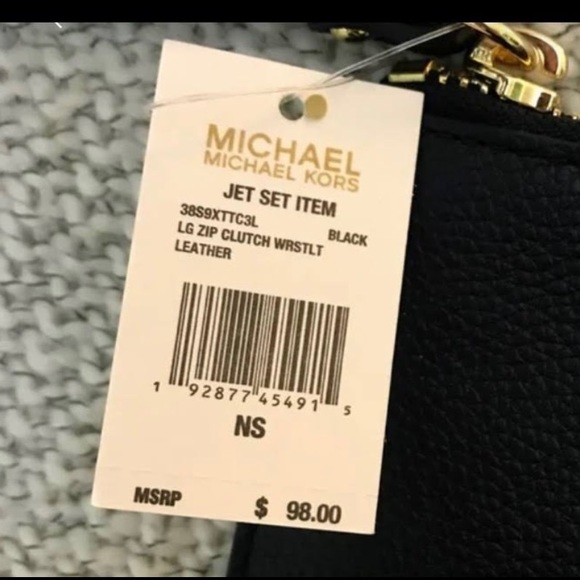 MICHAEL
MICHAEL KORS
JET SET ITEM
38S9XTTC3L
LG ZIP CLUTCH WRSTLT BLACK
LEATHER
1 92877 45491 5
NS
MSRP $ 98.00